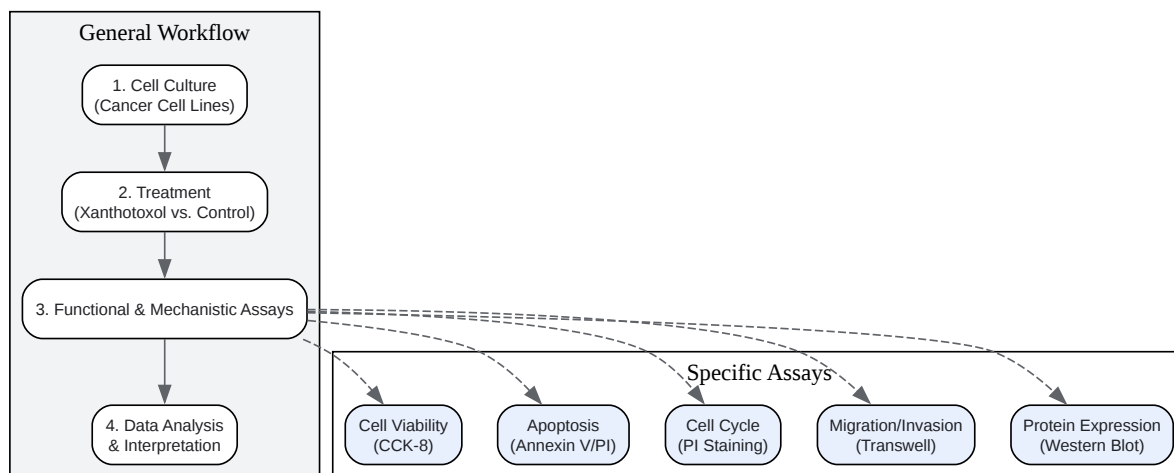 General Workflow
1. Cell Culture
(Cancer Cell Lines)
2. Treatment
(Xanthotoxol vs. Control)
3. Functional & Mechanistic Assays
4. Data Analysis
& Interpretation
Specific Assays
Cell Viability
(CCK-8)
Apoptosis
(Annexin V/PI)
Cell Cycle
(PI Staining)
Migration/Invasion
(Transwell)
Protein Expression
(Western Blot)